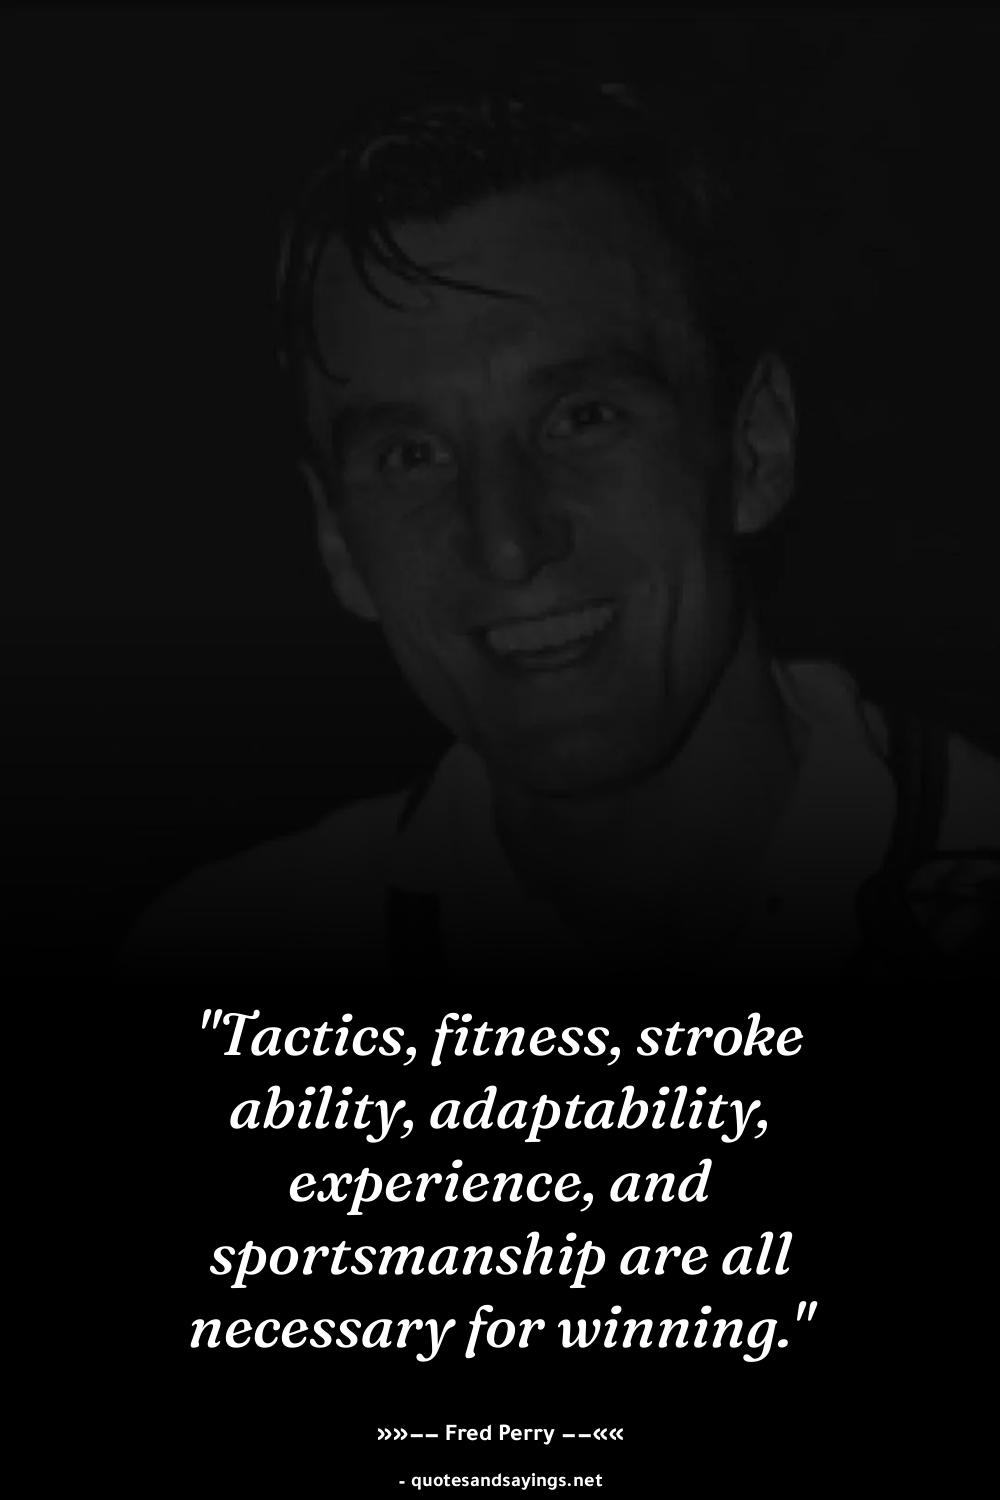 "Tactics, fitness, stroke
ability, adaptability,
experience, and
sportsmanship are all
necessary for winning."
»»–– Fred Perry ––««
- quotesandsayings.net